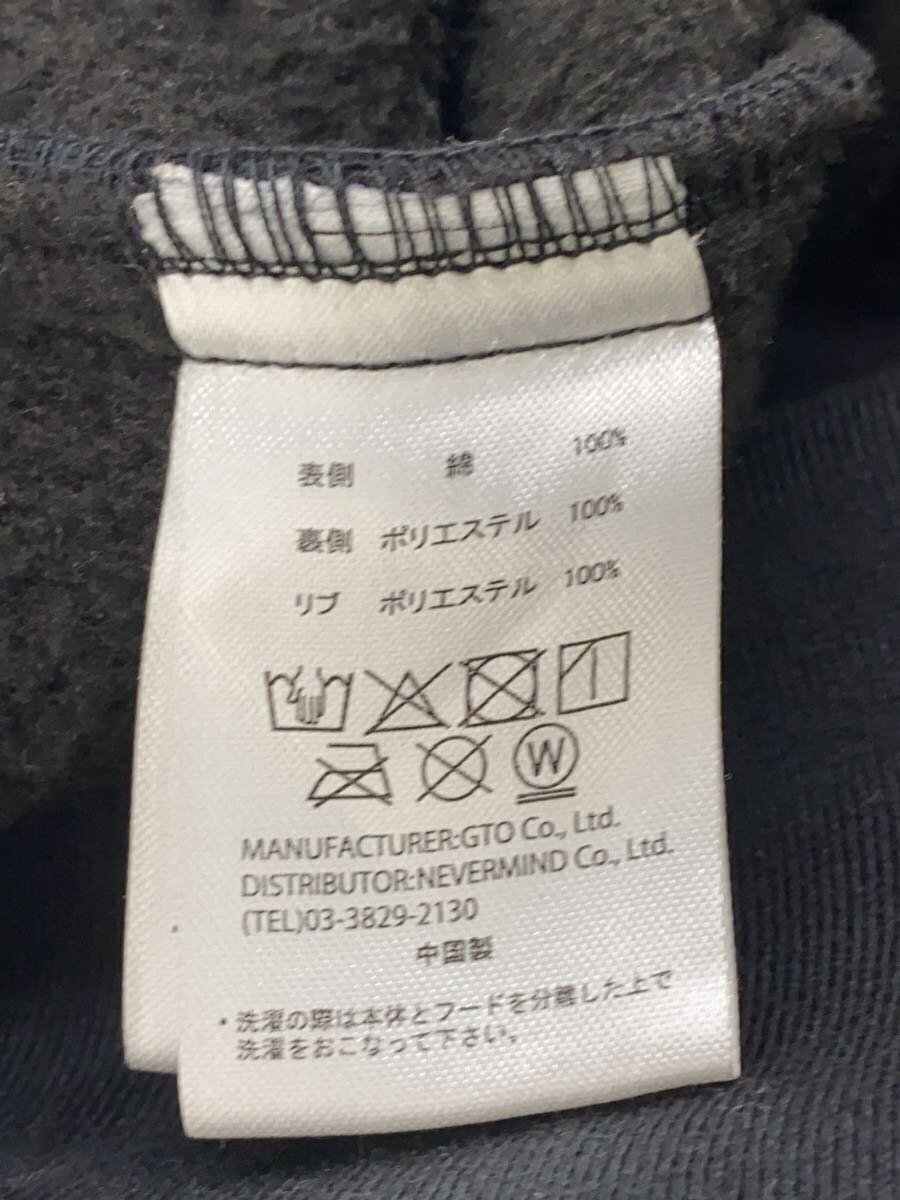 表側 綿 100%
裏側 ポリエステル 100%
リブ ポリエステル 100%
W
MANUFACTURER:GTO Co., Ltd.
DISTRIBUTOR:NEVERMIND Co., Ltd.
(TEL)03-3829-2130
中国製
・洗濯の際は本体とフードを分離した上で
洗濯をおこなって下さい。